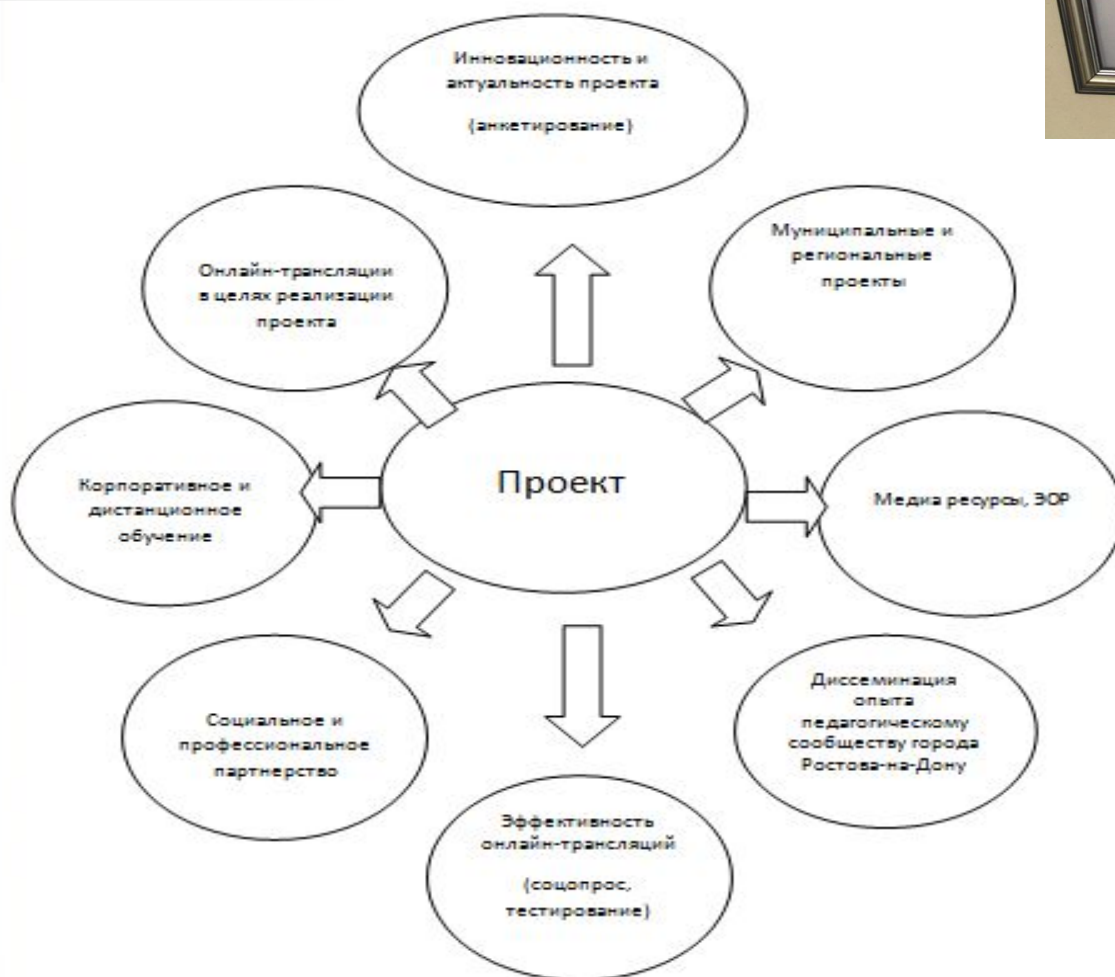 Инновационность и
актуальность проекта
(анкетирование)
Муниципальные и
региональные
проекты
Онлайн-трансляции
в целях реализации
проекта
Проект
Корпоративное и
дистанционное
обучение
Медиа ресурсы, ЭОР
Социальное и
профессиональное
партнерство
Диссеминация
опыта
педагогическому
сообществу города
Ростова-на-Дону
Эффективность
онлайн-трансляций
(соцопрос,
тестирование)